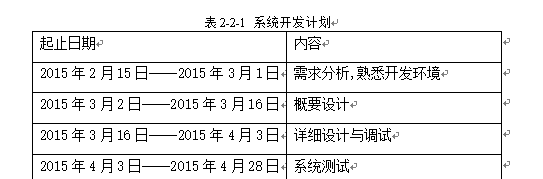 表 2-2-1 系统开发计划
起止日期 内容
2015 年 2 月 15 日——2015 年 3 月 1 日 需求分析,熟悉开发环境
2015 年 3 月 2 日——2015 年 3 月 16 日 概要设计
2015 年 3 月 16 日——2015 年 4 月 3 日 详细设计与调试
2015 年 4 月 3 日——2015 年 4 月 28 日 系统测试